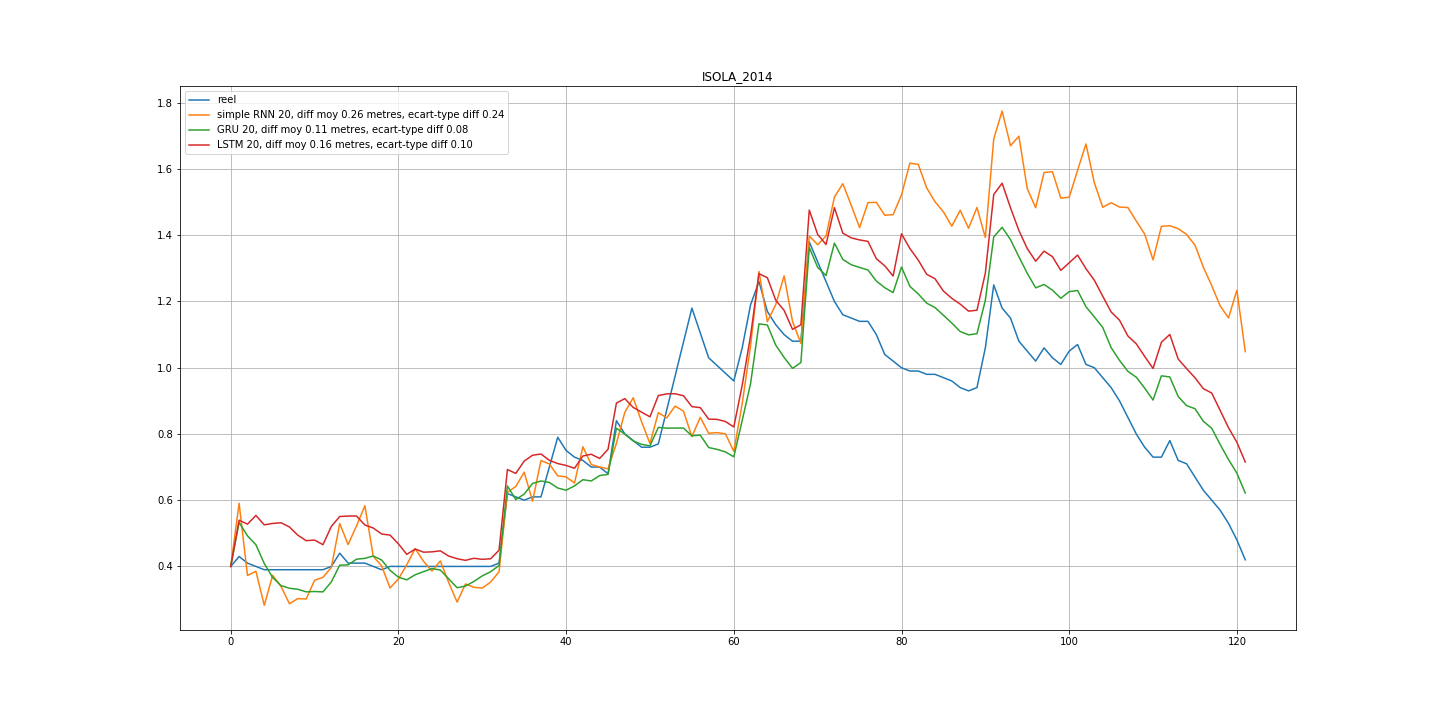 ISOLA_2014
reel
simple RNN 20, diff moy 0.26 metres, ecart-type diff 0.24
GRU 20, diff moy 0.11 metres, ecart-type diff 0.08
LSTM 20, diff moy 0.16 metres, ecart-type diff 0.10
1.8
1.6
1.4
1.2
1.0
0.8
0.6
0.4
0 20 40 60 80 100 120